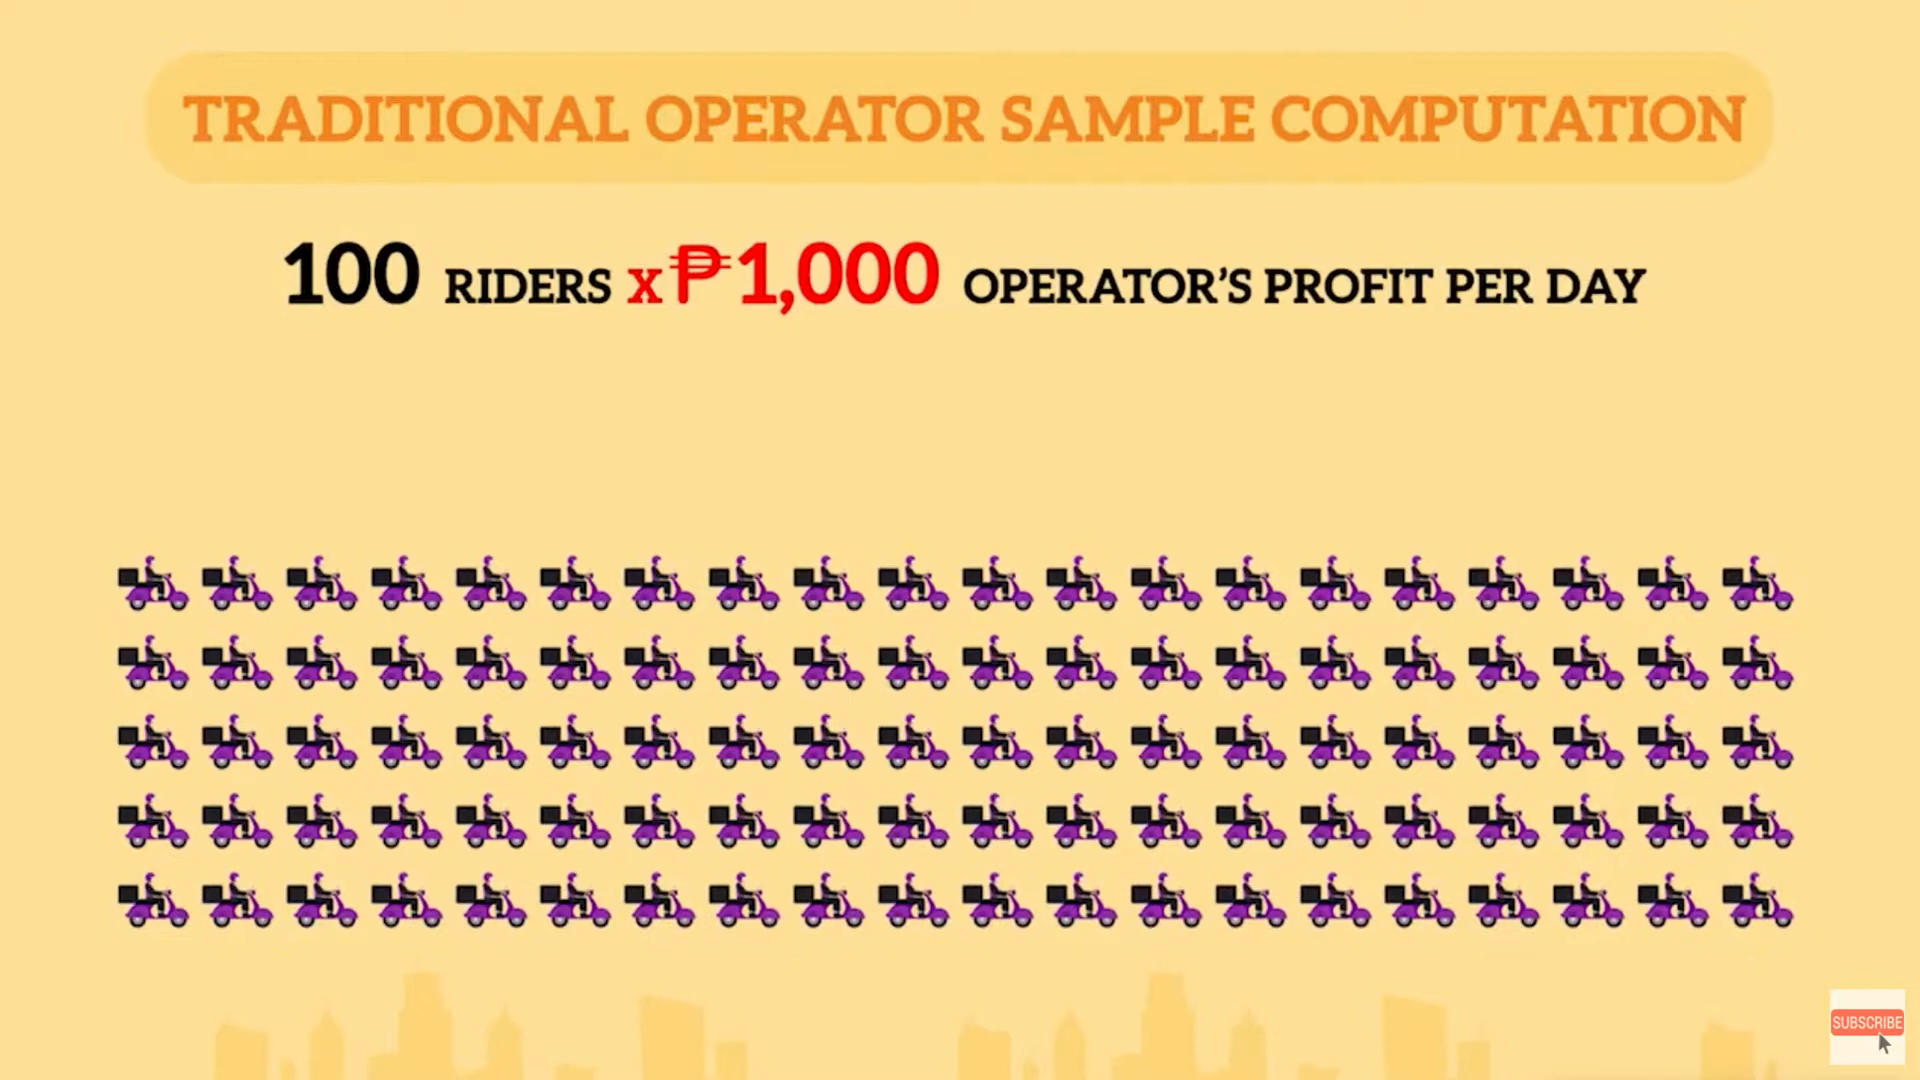 TRADITIONAL OPERATOR SAMPLE COMPUTATION
100 RIDERS x ₱1,000 OPERATOR'S PROFIT PER DAY
SUBSCRIBE